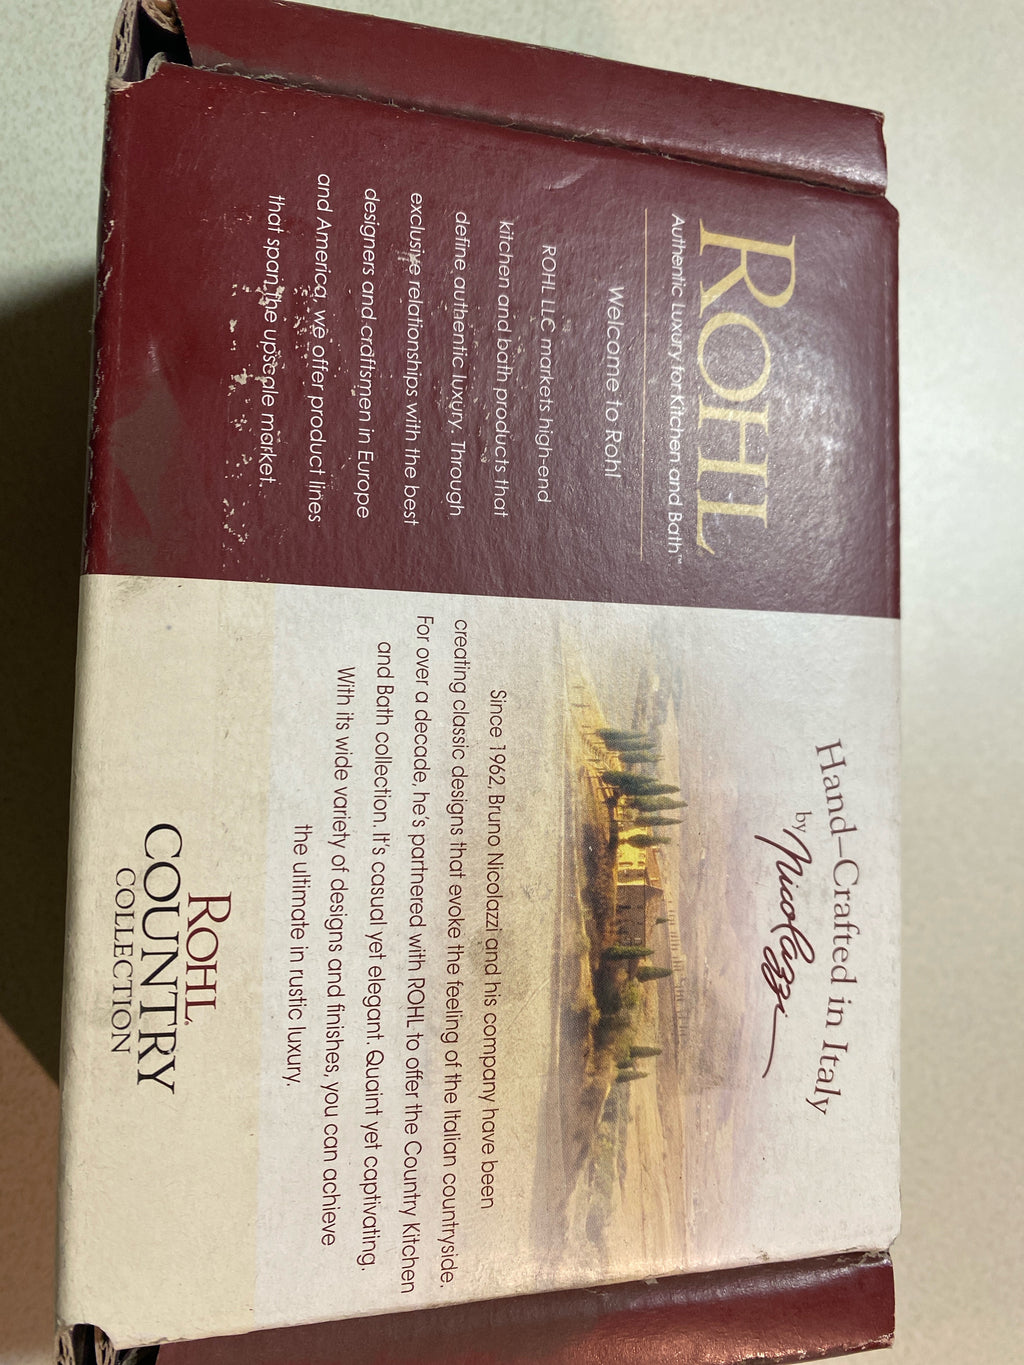 ROHL
Authentic Luxury for Kitchen and Bath™
Welcome to Rohl
ROHL LLC markets high-end
kitchen and bath products that
define authentic luxury. Through
exclusive relationships with the best
designers and craftsmen in Europe
and America, we offer product lines
that span the upscale market.
Hand-Crafted in Italy
by Nicolazzi
Since 1962, Bruno Nicolazzi and his company have been
creating classic designs that evoke the feeling of the Italian countryside.
For over a decade, he's partnered with ROHL to offer the Country Kitchen
and Bath collection. It's casual yet elegant. Quaint yet captivating.
With its wide variety of designs and finishes, you can achieve
the ultimate in rustic luxury.
ROHL
COUNTRY
COLLECTION